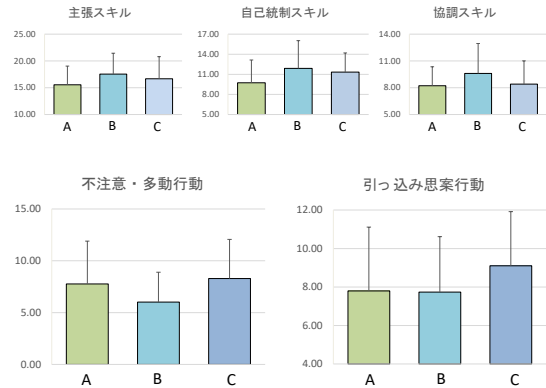 主張スキル
25.00
20.00
15.00
10.00
A B C
自己統制スキル
17.00
14.00
11.00
8.00
5.00
A B C
協調スキル
14.00
11.00
8.00
5.00
A B C
不注意・多動行動
15.00
10.00
5.00
0.00
A B C
引っ込み思案行動
12.00
10.00
8.00
6.00
4.00
A B C